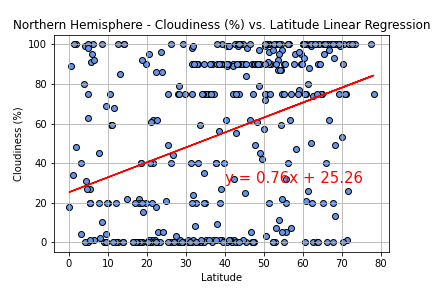 Northern Hemisphere - Cloudiness (%) vs. Latitude Linear Regression
100
80
60
40
20
0
Cloudiness (%)
y = 0.76x + 25.26
0 10 20 30 40 50 60 70 80
Latitude